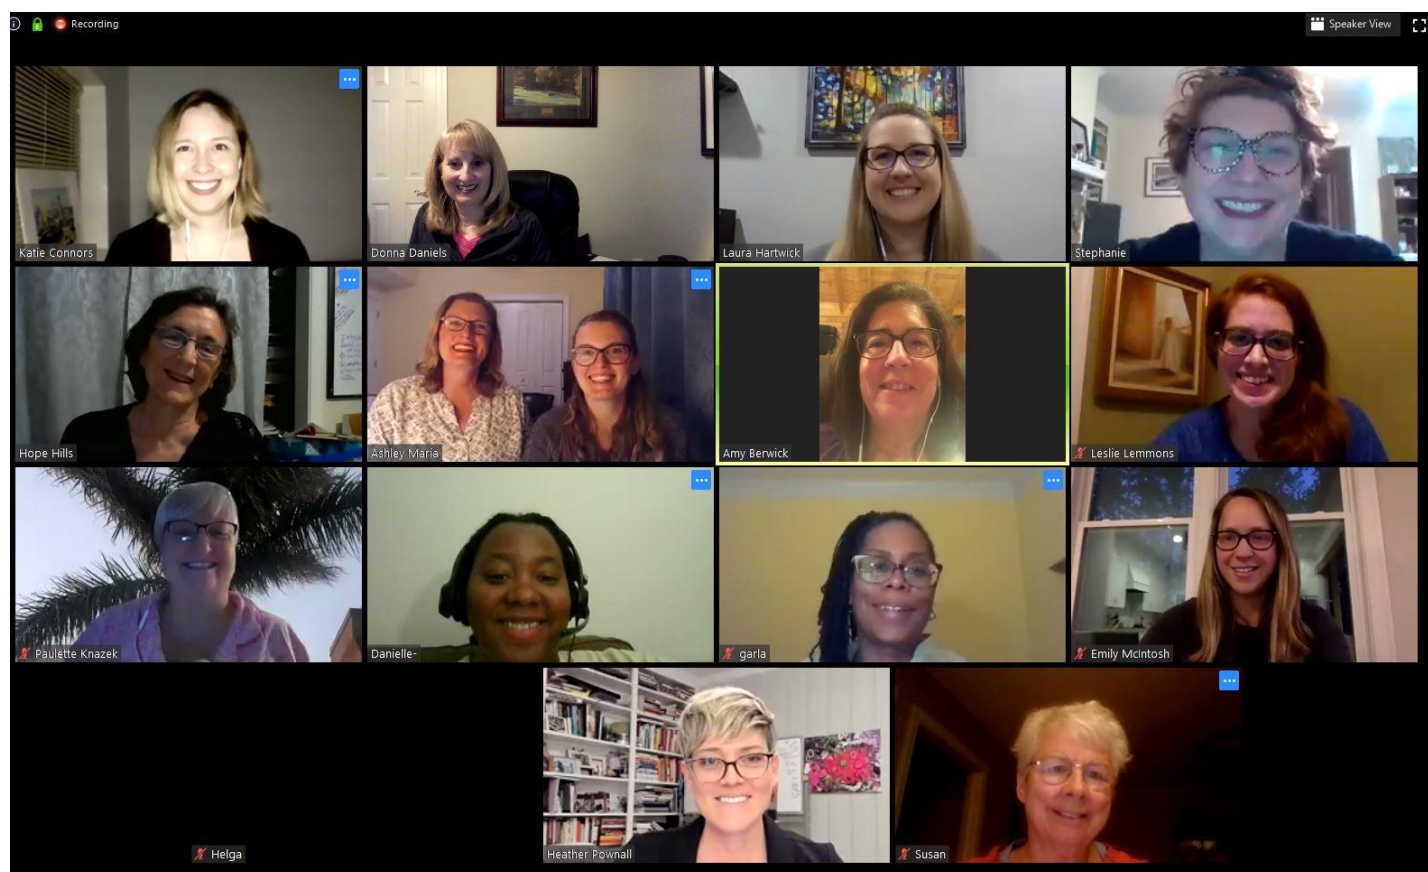 Recording
Speaker View
Katie Connors
Donna Daniels
Laura Hartwick
Stephanie
Hope Hills
Ashley Maria
Amy Berwick
Leslie Lemmons
Paulette Knazek
Danielle-
garla
Emily McIntosh
Helga
Heather Pownall
Susan